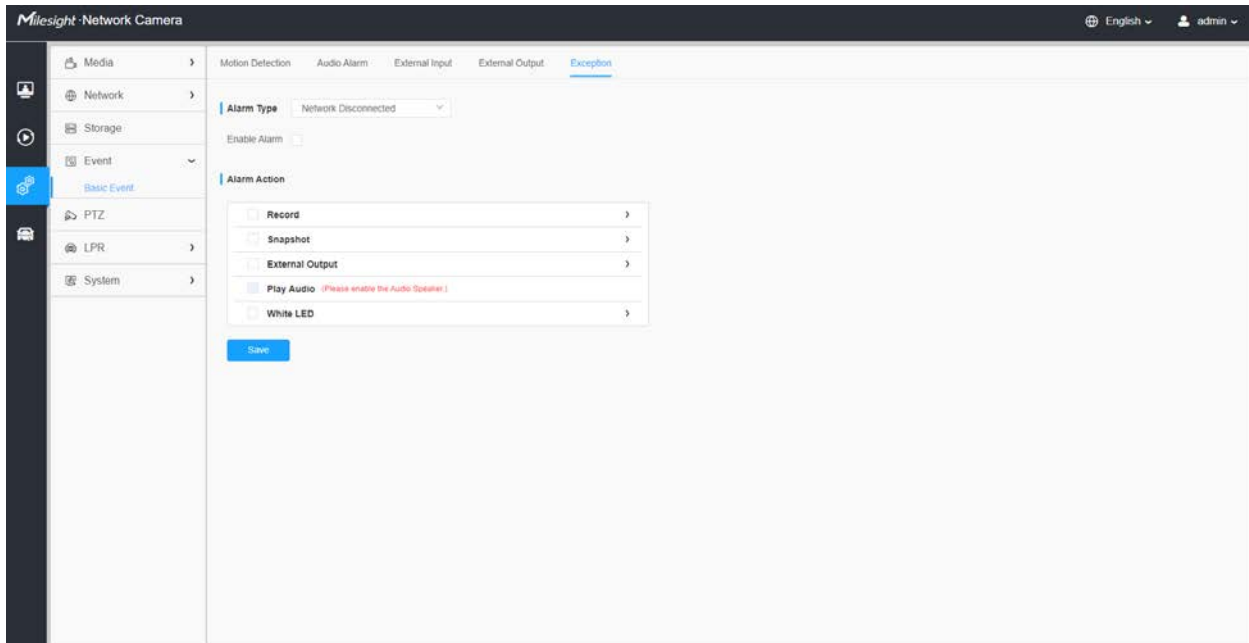 Milesight·Network Camera
English
admin
Media
Network
Storage
Event
Basic Event
PTZ
LPR
System
Motion Detection
Audio Alarm
External Input
External Output
Exception
Alarm Type
Network Disconnected
Enable Alarm
Alarm Action
Record
Snapshot
External Output
Play Audio (Please enable the Audio Speaker.)
White LED
Save